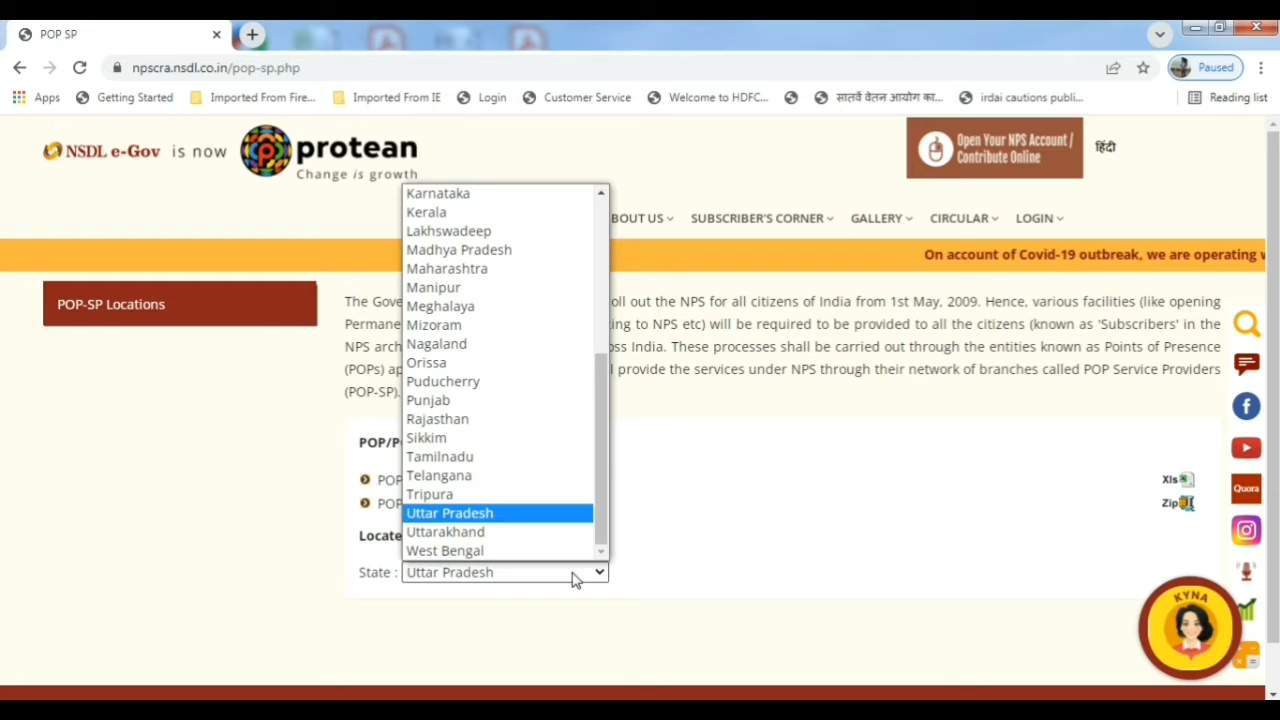 POP SP
npscra.nsdl.co.in/pop-sp.php
Paused
Apps
Getting Started
Imported From Fire...
Imported From IE
Login
Customer Service
Welcome to HDFC...
सातवें वेतन आयोग का...
irdai cautions publi...
Reading list
NSDL e-Gov is now protean
Change is growth
Open Your NPS Account /
Contribute Online
हिंदी
BOUT US
SUBSCRIBER'S CORNER
GALLERY
CIRCULAR
LOGIN
On account of Covid-19 outbreak, we are operating
POP-SP Locations
The Gove oll out the NPS for all citizens of India from 1st May, 2009. Hence, various facilities (like opening
Permane ing to NPS etc) will be required to be provided to all the citizens (known as 'Subscribers' in the
NPS arch oss India. These processes shall be carried out through the entities known as Points of Presence
(POPs) ap l provide the services under NPS through their network of branches called POP Service Providers
(POP-SP).
POP/P
POP
Xls
POP
Zip
Locate
Karnataka
Kerala
Lakhswadeep
Madhya Pradesh
Maharashtra
Manipur
Meghalaya
Mizoram
Nagaland
Orissa
Puducherry
Punjab
Rajasthan
Sikkim
Tamilnadu
Telangana
Tripura
Uttar Pradesh
Uttarakhand
West Bengal
State : Uttar Pradesh
Quora
KYNA